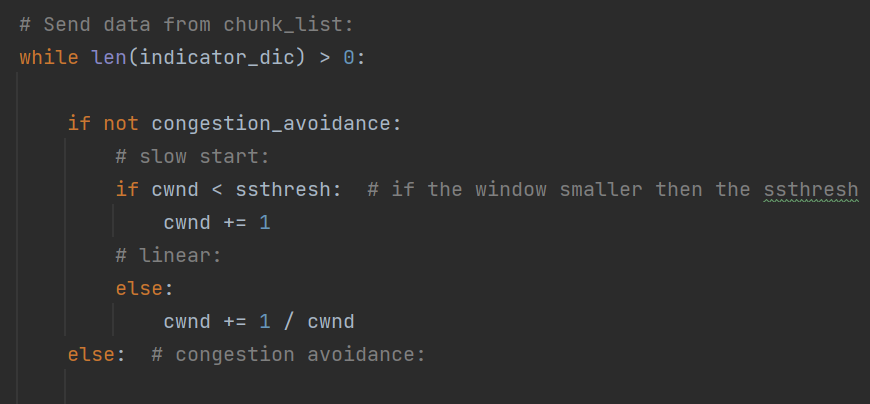 # Send data from chunk_list:
while len(indicator_dic) > 0:
if not congestion_avoidance:
# slow start:
if cwnd < ssthresh:  # if the window smaller then the ssthresh
cwnd += 1
# linear:
else:
cwnd += 1 / cwnd
else:  # congestion avoidance: